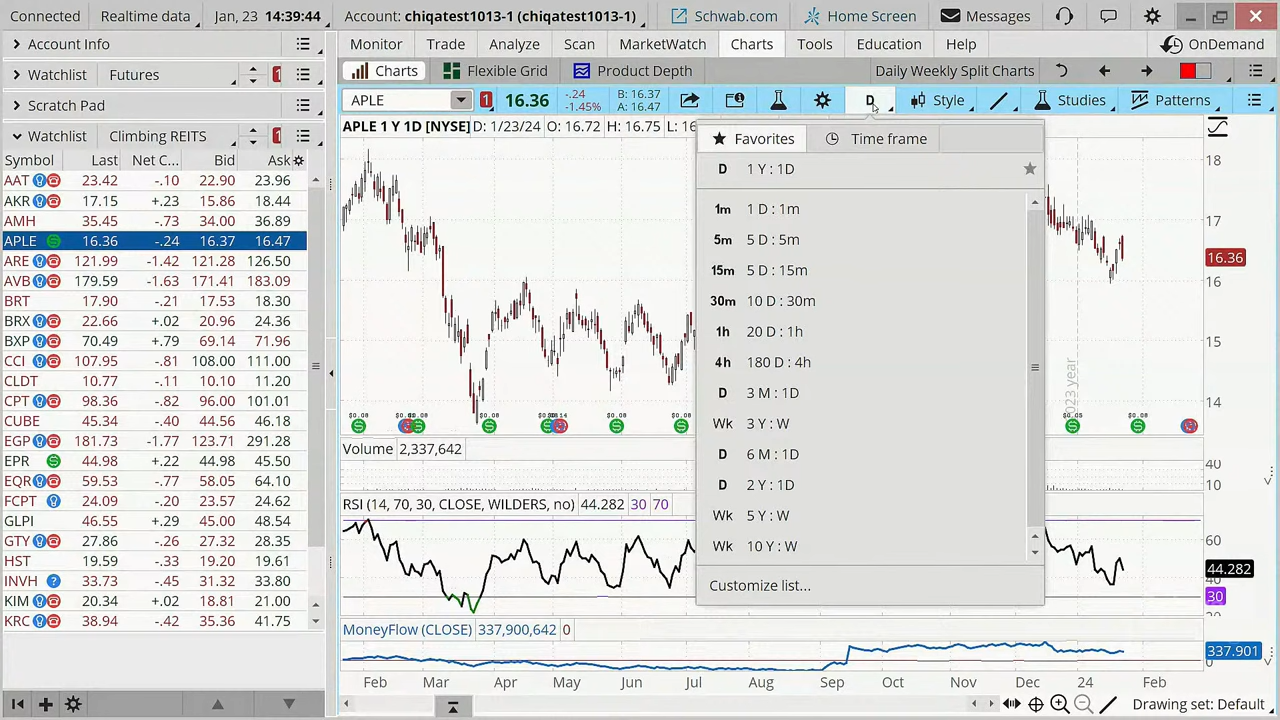 Connected Realtime data Jan, 23 14:39:44 Account: chiqatest1013-1 (chiqatest1013-1) Schwab.com Home Screen Messages
Account Info
Watchlist Futures 1
Scratch Pad
Watchlist Climbing REITS 1
Symbol Last Net C... Bid Ask
AAT 23.42 -.10 22.90 23.96
AKR 17.15 +.23 15.86 18.44
AMH 35.45 -.73 34.00 36.89
APLE 16.36 -.24 16.37 16.47
ARE 121.99 -1.42 121.28 126.50
AVB 179.59 -1.63 171.41 183.09
BRT 17.90 -.21 17.53 18.30
BRX 22.66 +.02 20.96 24.36
BXP 70.49 +.79 69.14 71.96
CCI 107.95 -.81 108.00 111.00
CLDT 10.77 -.11 10.10 11.20
CPT 98.36 -.82 96.00 101.01
CUBE 45.34 -.40 44.84 46.80
EGP 181.73 -1.77 123.71 291.28
EPR 44.98 +.22 44.98 45.50
EQR 59.53 -.57 58.05 64.10
FCPT 24.09 -.20 23.57 24.62
GLPI 46.55 +.29 45.00 48.54
GTY 27.86 -.26 27.32 28.35
HST 19.59 -.33 19.21 19.61
INVH 33.73 -.45 31.32 33.80
KIM 20.34 +.02 18.81 21.00
KRC 38.94 -.42 35.36 41.75
Monitor Trade Analyze Scan MarketWatch Charts Tools Education Help OnDemand
Charts Flexible Grid Product Depth Daily Weekly Split Charts
APLE 1 16.36 -.24 -1.45% B: 16.37 A: 16.47 D Style Studies Patterns
APLE 1 Y 1D [NYSE] D: 1/23/24 O: 16.72 H: 16.75 L: 16
Favorites Time frame
D 1 Y : 1D
1m 1 D : 1m
5m 5 D : 5m
15m 5 D : 15m
30m 10 D : 30m
1h 20 D : 1h
4h 180 D : 4h
D 3 M : 1D
Wk 3 Y : W
D 6 M : 1D
D 2 Y : 1D
Wk 5 Y : W
Wk 10 Y : W
Customize list...
18
17
16.36
16
15
14
2023 year
Volume 2,337,642
40
10
RSI (14, 70, 30, CLOSE, WILDERS, no) 44.282 30 70
60
44.282
40
30
MoneyFlow (CLOSE) 337,900,642 0
337.901
0
Feb Mar Apr May Jun Jul Aug Sep Oct Nov Dec 24 Feb
Drawing set: Default